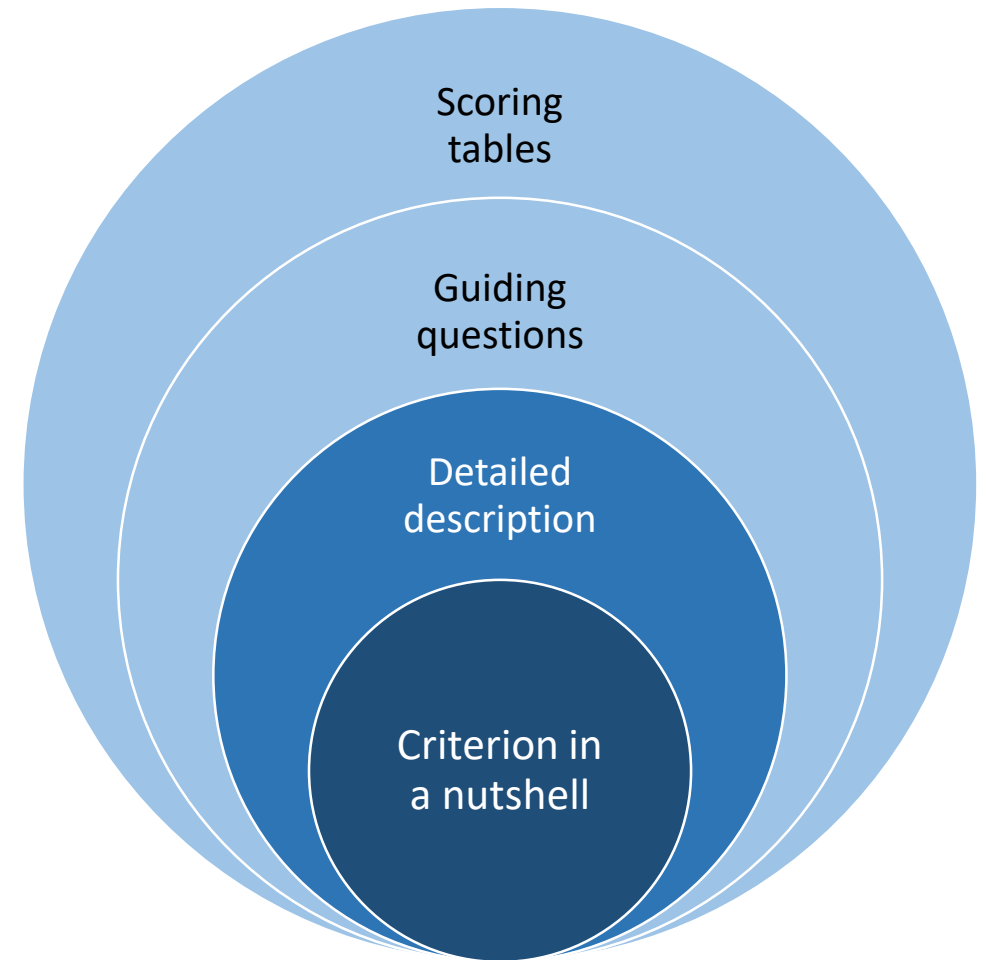 Scoring
tables
Guiding
questions
Detailed
description
Criterion in
a nutshell